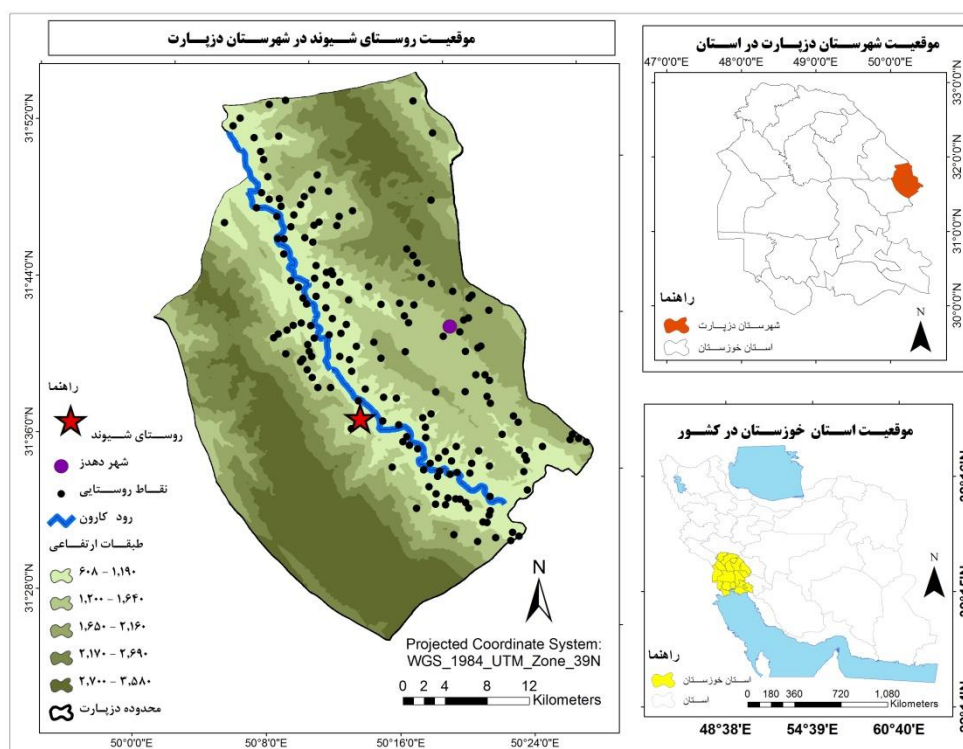 موقعیت روستای شیوند در شهرستان دزپارت
31°52'0"N
31°44'0"N
31°36'0"N
31°28'0"N
راهنما
روستای شیوند
شهر دهدز
نقاط روستایی
رود کارون
طبقات ارتفاعی
۶۰۸ – ۱,۱۹۰
۱,۲۰۰ – ۱,۶۴۰
۱,۶۵۰ – ۲,۱۶۰
۲,۱۷۰ – ۲,۶۹۰
۲,۷۰۰ – ۳,۵۸۰
محدوده دزپارت
N
Projected Coordinate System:
WGS_1984_UTM_Zone_39N
0 2 4 8 12
Kilometers
50°0'0"E 50°8'0"E 50°16'0"E 50°24'0"E
موقعیت شهرستان دزپارت در استان
47°0'0"E 48°0'0"E 49°0'0"E 50°0'0"E
33°0'0"N
32°0'0"N
31°0'0"N
30°0'0"N
راهنما
شهرستان دزپارت
استان خوزستان
N
موقعیت استان خوزستان در کشور
N
راهنما
استان خوزستان
استان
0 180 360 720 1,080
Kilometers
48°38'E 54°39'E 60°40'E